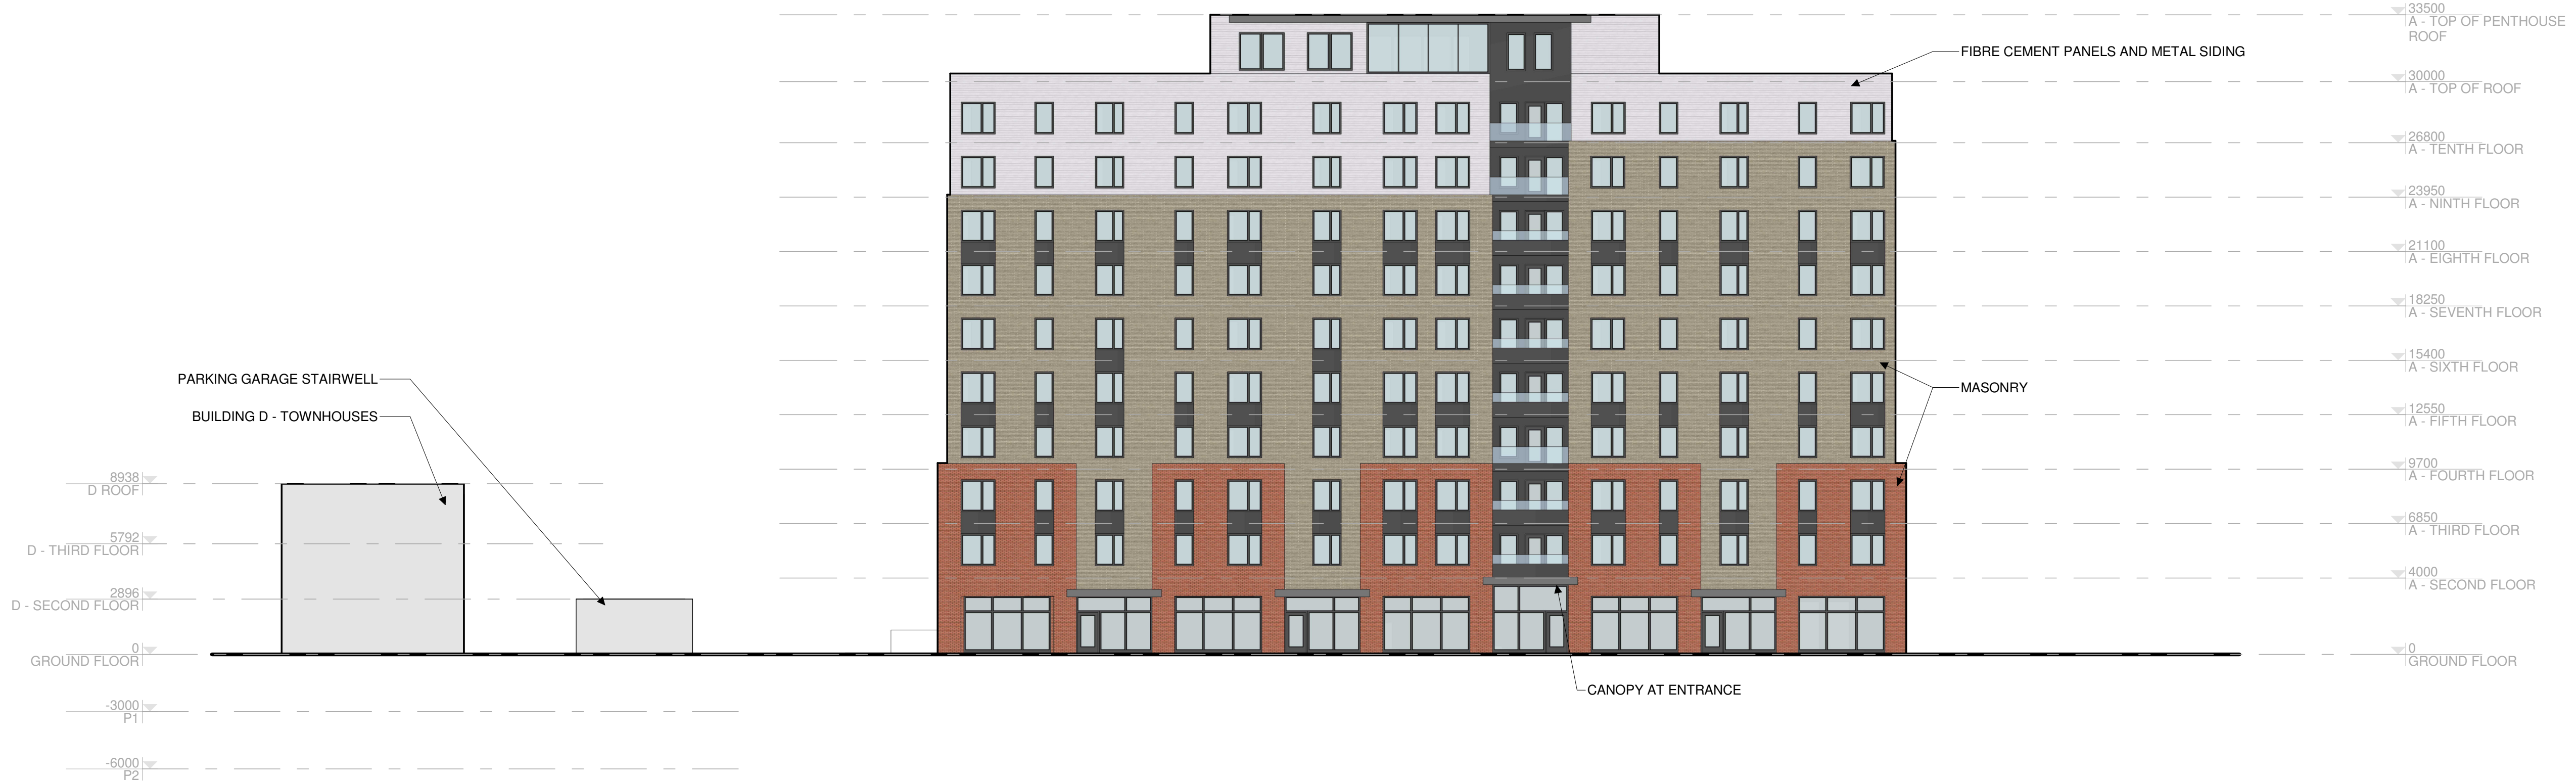 33500
A - TOP OF PENTHOUSE
ROOF
FIBRE CEMENT PANELS AND METAL SIDING
30000
A - TOP OF ROOF
26800
A - TENTH FLOOR
23950
A - NINTH FLOOR
21100
A - EIGHTH FLOOR
18250
A - SEVENTH FLOOR
15400
A - SIXTH FLOOR
PARKING GARAGE STAIRWELL
MASONRY
BUILDING D - TOWNHOUSES
12550
A - FIFTH FLOOR
9700
A - FOURTH FLOOR
8938
D ROOF
6850
A - THIRD FLOOR
5792
D - THIRD FLOOR
4000
A - SECOND FLOOR
2896
D - SECOND FLOOR
0
GROUND FLOOR
0
GROUND FLOOR
CANOPY AT ENTRANCE
-3000
P1
-6000
P2